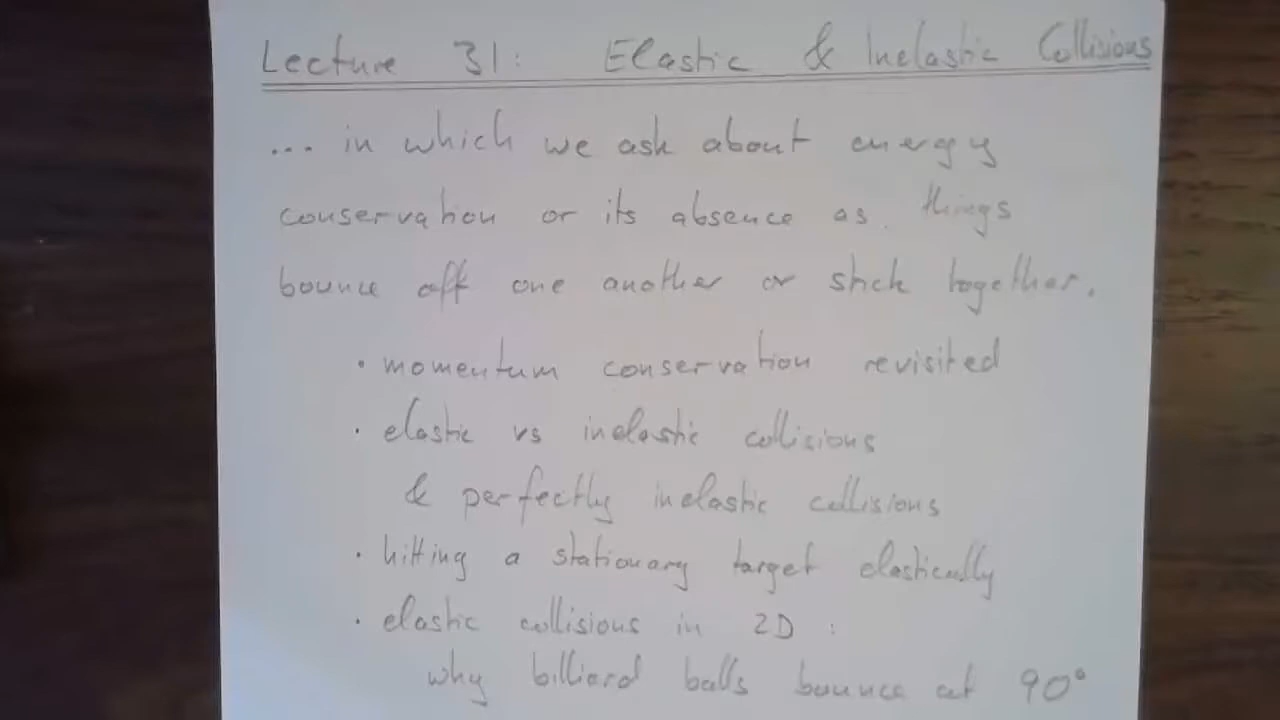 Lecture 31: Elastic & Inelastic Collisions
... in which we ask about energy
conservation or its absence as things
bounce off one another or stick together.
· momentum conservation revisited
· elastic vs inelastic collisions
& perfectly inelastic collisions
· hitting a stationary target elastically
· elastic collisions in 2D :
why billiard balls bounce at 90°